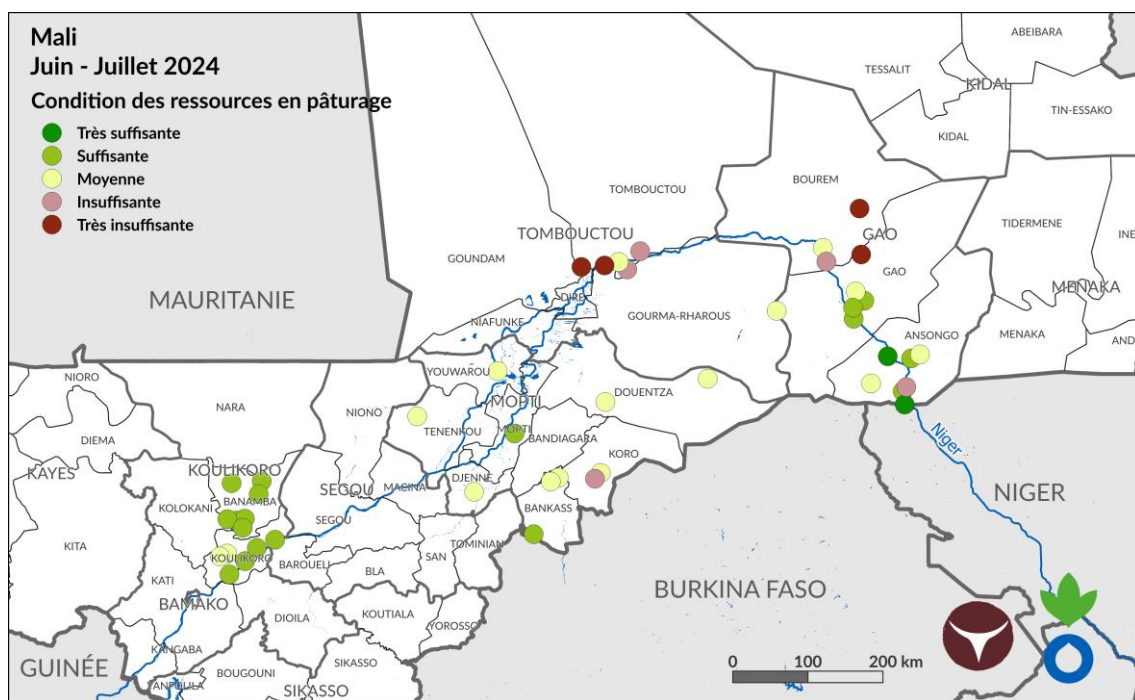 Mali
Juin - Juillet 2024
Condition des ressources en pâturage
Très suffisante
Suffisante
Moyenne
Insuffisante
Très insuffisante
ABEIBARA
TESSALIT
KIDAL
TIN-ESSAKO
KIDAL
TOMBOUCTOU
BOUREM
TIDERMENE
INE
TOMBOUCTOU
GAO
GOUNDAM
GAO
MAURITANIE
MENAKA
DIRE
GOURMA-RHAROUS
NIAFUNKE
ANSONGO
MENAKA
AND
YOUWAROU
NIORO
DOUENTZA
NARA
NIONO
MOPTI
TENENKOU
MOPTI
BANDIAGARA
Niger
DIEMA
KORO
KAYES
KOULIKORO
SEGOU
MACINA
DJENNE
NIGER
BANAMBA
KOLOKANI
BANKASS
SEGOU
KITA
TOMINIAN
KOULIKORO
SAN
BAROUELI
BLA
KATI
BURKINA FASO
BAMAKO
DIOILA
KOUTIALA
YOROSSO
KANGABA
GUINÉE
SIKASSO
BOUGOUNI
YANFOLILA
SIKASSO
0 100 200 km